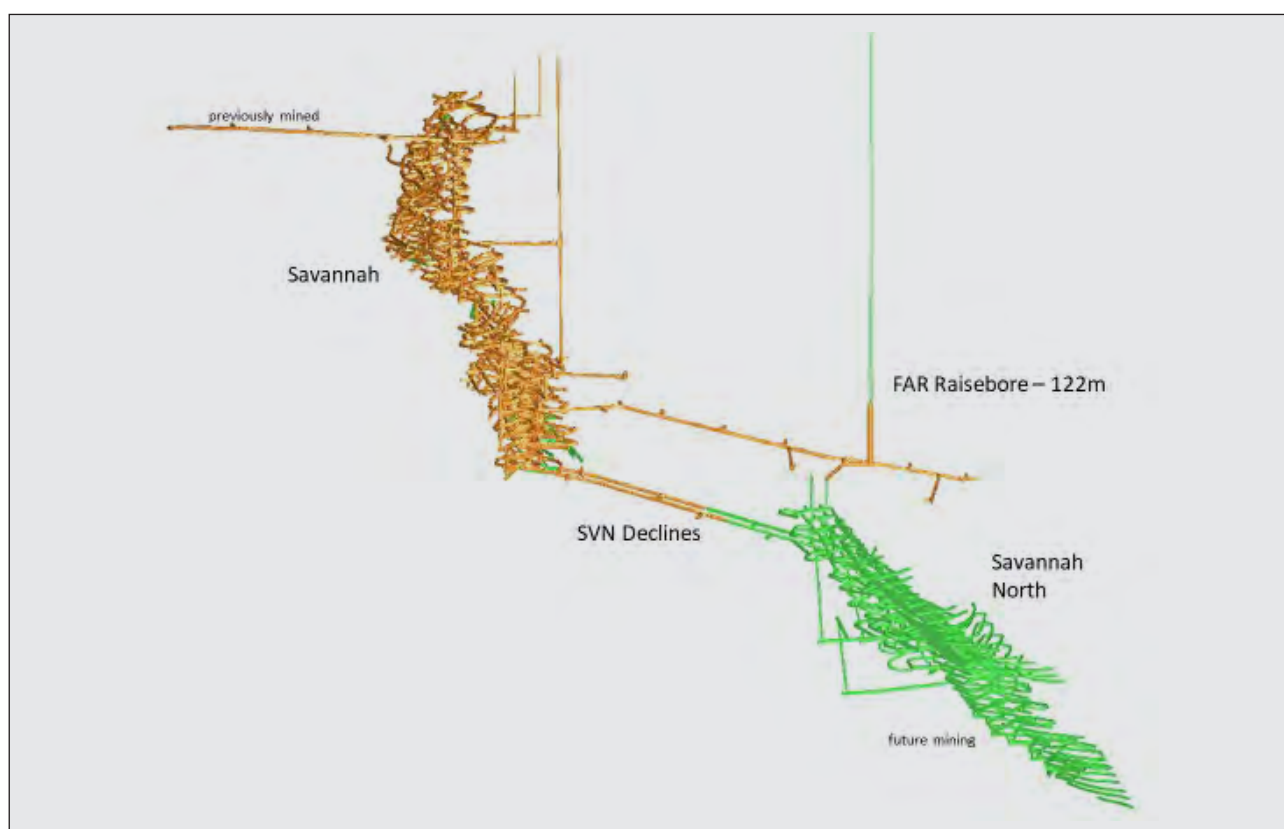 previously mined
Savannah
FAR Raisebore – 122m
SVN Declines
Savannah
North
future mining